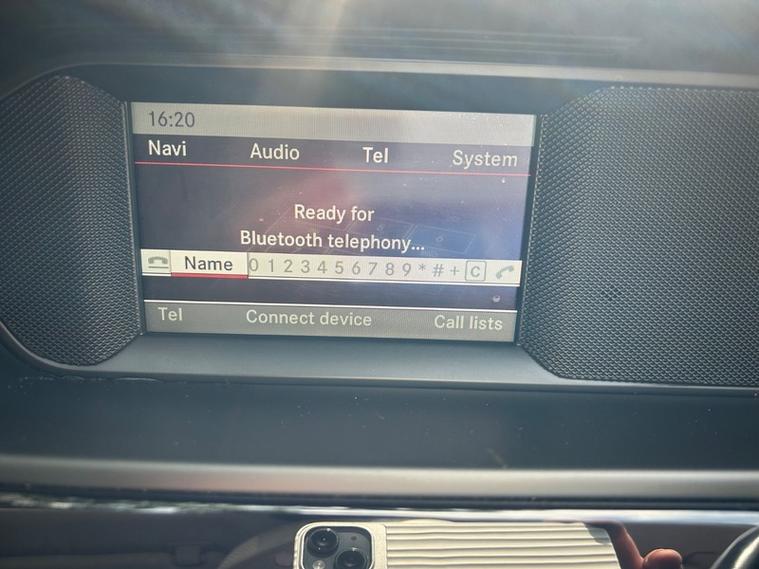 16:20
Navi Audio Tel System
Ready for
Bluetooth telephony...
Name 0 1 2 3 4 5 6 7 8 9 * # + C
Tel Connect device Call lists